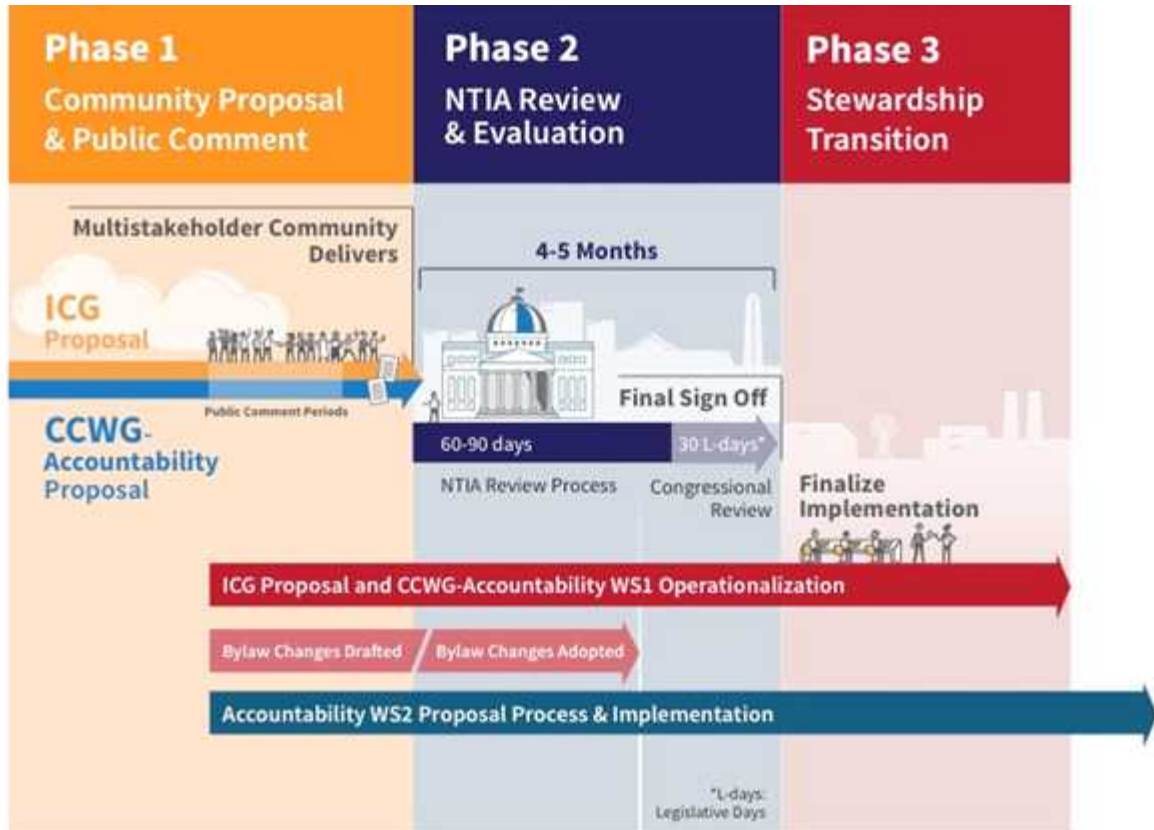 Phase 1
Community Proposal
& Public Comment
Phase 2
NTIA Review
& Evaluation
Phase 3
Stewardship
Transition
Multistakeholder Community
Delivers
ICG
Proposal
Public Comment Periods
CCWG-
Accountability
Proposal
4-5 Months
Final Sign Off
60-90 days
30 L-days*
NTIA Review Process
Congressional
Review
Finalize
Implementation
ICG Proposal and CCWG-Accountability WS1 Operationalization
Bylaw Changes Drafted
Bylaw Changes Adopted
Accountability WS2 Proposal Process & Implementation
*L-days:
Legislative Days